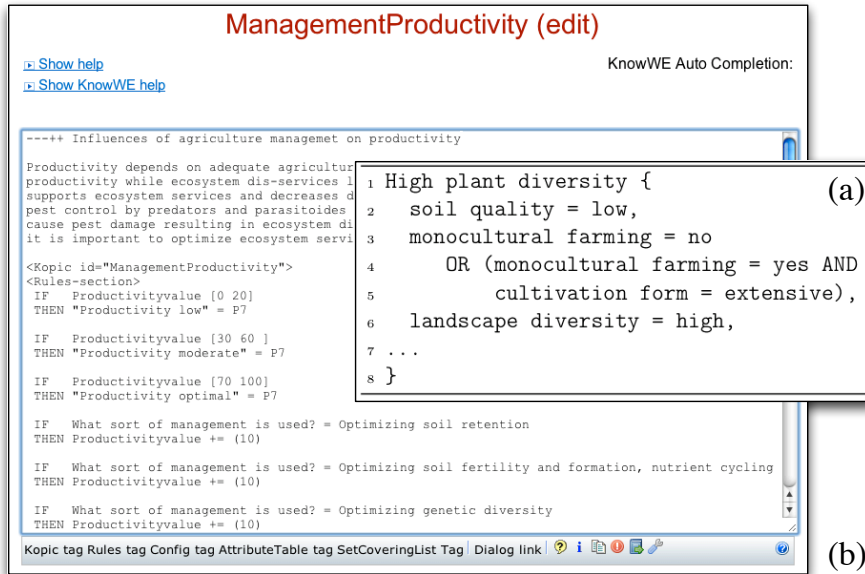 ManagementProductivity (edit)
Show help
KnowWE Auto Completion:
Show KnowWE help
---++ Influences of agriculture managemet on productivity
Productivity depends on adequate agricultur
productivity while ecosystem dis-services l
supports ecosystem services and decreases d
pest control by predators and parasitoides
cause pest damage resulting in ecosystem di
it is important to optimize ecosystem servi
<Kopic id="ManagementProductivity">
<Rules-section>
IF Productivityvalue [0 20]
THEN "Productivity low" = P7
IF Productivityvalue [30 60 ]
THEN "Productivity moderate" = P7
IF Productivityvalue [70 100]
THEN "Productivity optimal" = P7
IF What sort of management is used? = Optimizing soil retention
THEN Productivityvalue += (10)
IF What sort of management is used? = Optimizing soil fertility and formation, nutrient cycling
THEN Productivityvalue += (10)
IF What sort of management is used? = Optimizing genetic diversity
THEN Productivityvalue += (10)
Kopic tag Rules tag Config tag AttributeTable tag SetCoveringList Tag Dialog link
(a)
1 High plant diversity {
2 soil quality = low,
3 monocultural farming = no
4 OR (monocultural farming = yes AND
5 cultivation form = extensive),
6 landscape diversity = high,
7 ...
8 }
(b)